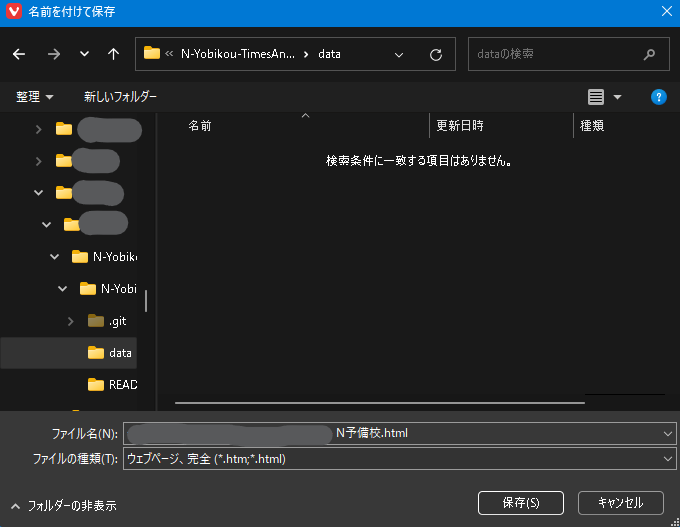 名前を付けて保存
« N-Yobikou-TimesAn... › data
dataの検索
整理 新しいフォルダー
名前 更新日時 種類
検索条件に一致する項目はありません。
N-Yobiko
N-Yobi
.git
data
READ
ファイル名(N): N予備校.html
ファイルの種類(T): ウェブページ、完全 (*.htm;*.html)
フォルダーの非表示 保存(S) キャンセル